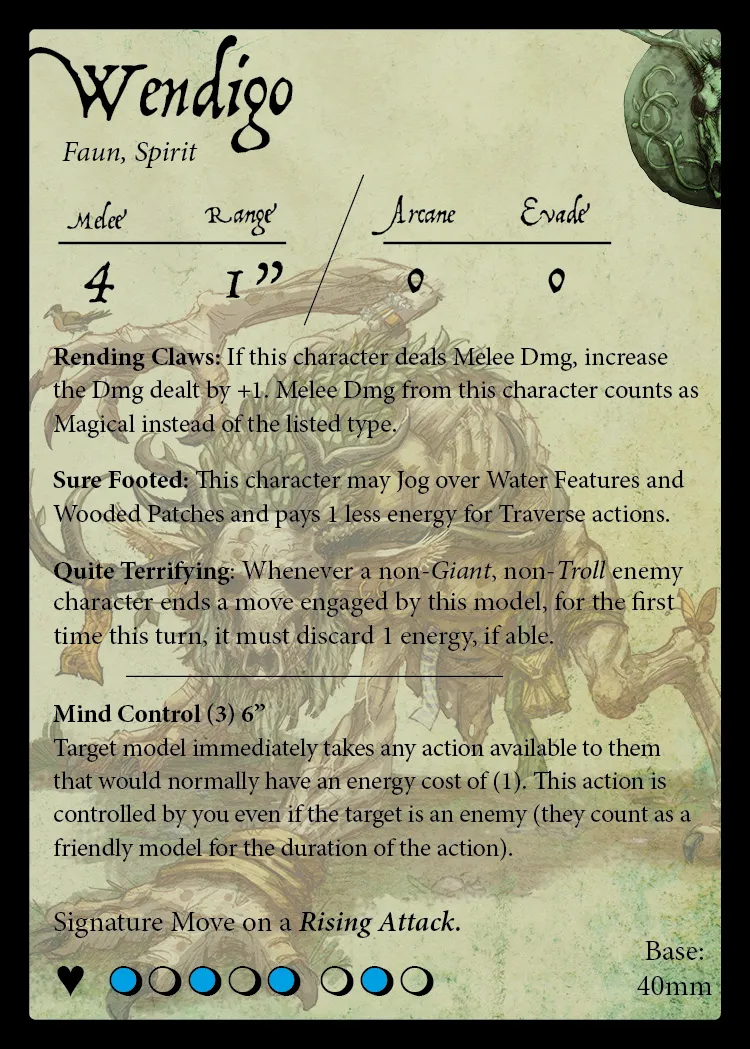 Wendigo
Faun, Spirit
Melee Range Arcane Evade
4 1” 0 0
Rending Claws: If this character deals Melee Dmg, increase
the Dmg dealt by +1. Melee Dmg from this character counts as
Magical instead of the listed type.
Sure Footed: This character may Jog over Water Features and
Wooded Patches and pays 1 less energy for Traverse actions.
Quite Terrifying: Whenever a non-Giant, non-Troll enemy
character ends a move engaged by this model, for the first
time this turn, it must discard 1 energy, if able.
Mind Control (3) 6”
Target model immediately takes any action available to them
that would normally have an energy cost of (1). This action is
controlled by you even if the target is an enemy (they count as a
friendly model for the duration of the action).
Signature Move on a Rising Attack.
Base:
40mm